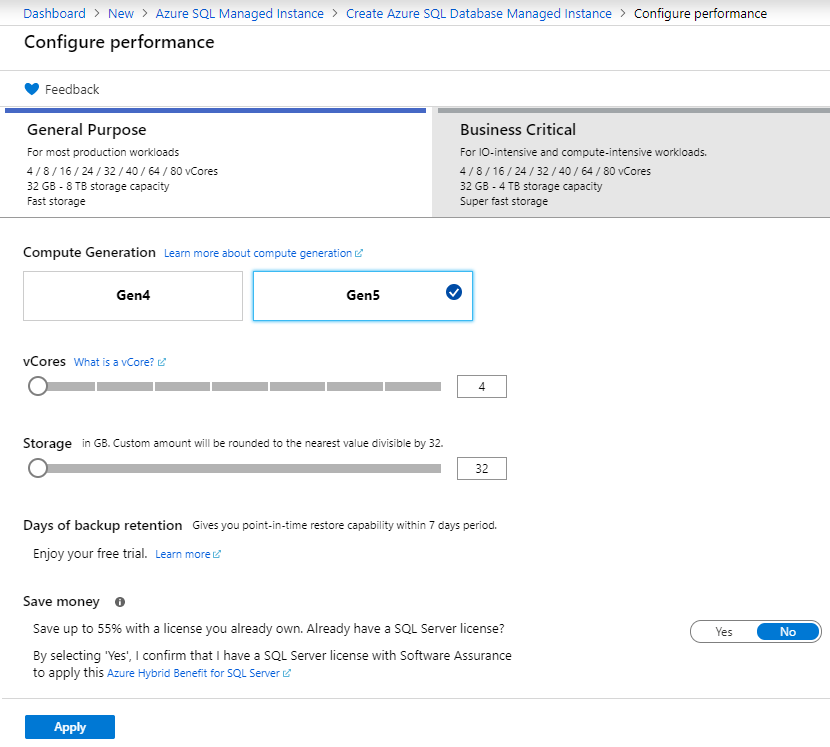 Dashboard > New > Azure SQL Managed Instance > Create Azure SQL Database Managed Instance > Configure performance
Configure performance
Feedback
General Purpose
For most production workloads
4 / 8 / 16 / 24 / 32 / 40 / 64 / 80 vCores
32 GB - 8 TB storage capacity
Fast storage
Business Critical
For IO-intensive and compute-intensive workloads.
4 / 8 / 16 / 24 / 32 / 40 / 64 / 80 vCores
32 GB - 4 TB storage capacity
Super fast storage
Compute Generation Learn more about compute generation
Gen4 Gen5
vCores What is a vCore?
4
Storage in GB. Custom amount will be rounded to the nearest value divisible by 32.
32
Days of backup retention Gives you point-in-time restore capability within 7 days period.
Enjoy your free trial. Learn more
Save money
Save up to 55% with a license you already own. Already have a SQL Server license?
Yes No
By selecting 'Yes', I confirm that I have a SQL Server license with Software Assurance
to apply this Azure Hybrid Benefit for SQL Server
Apply